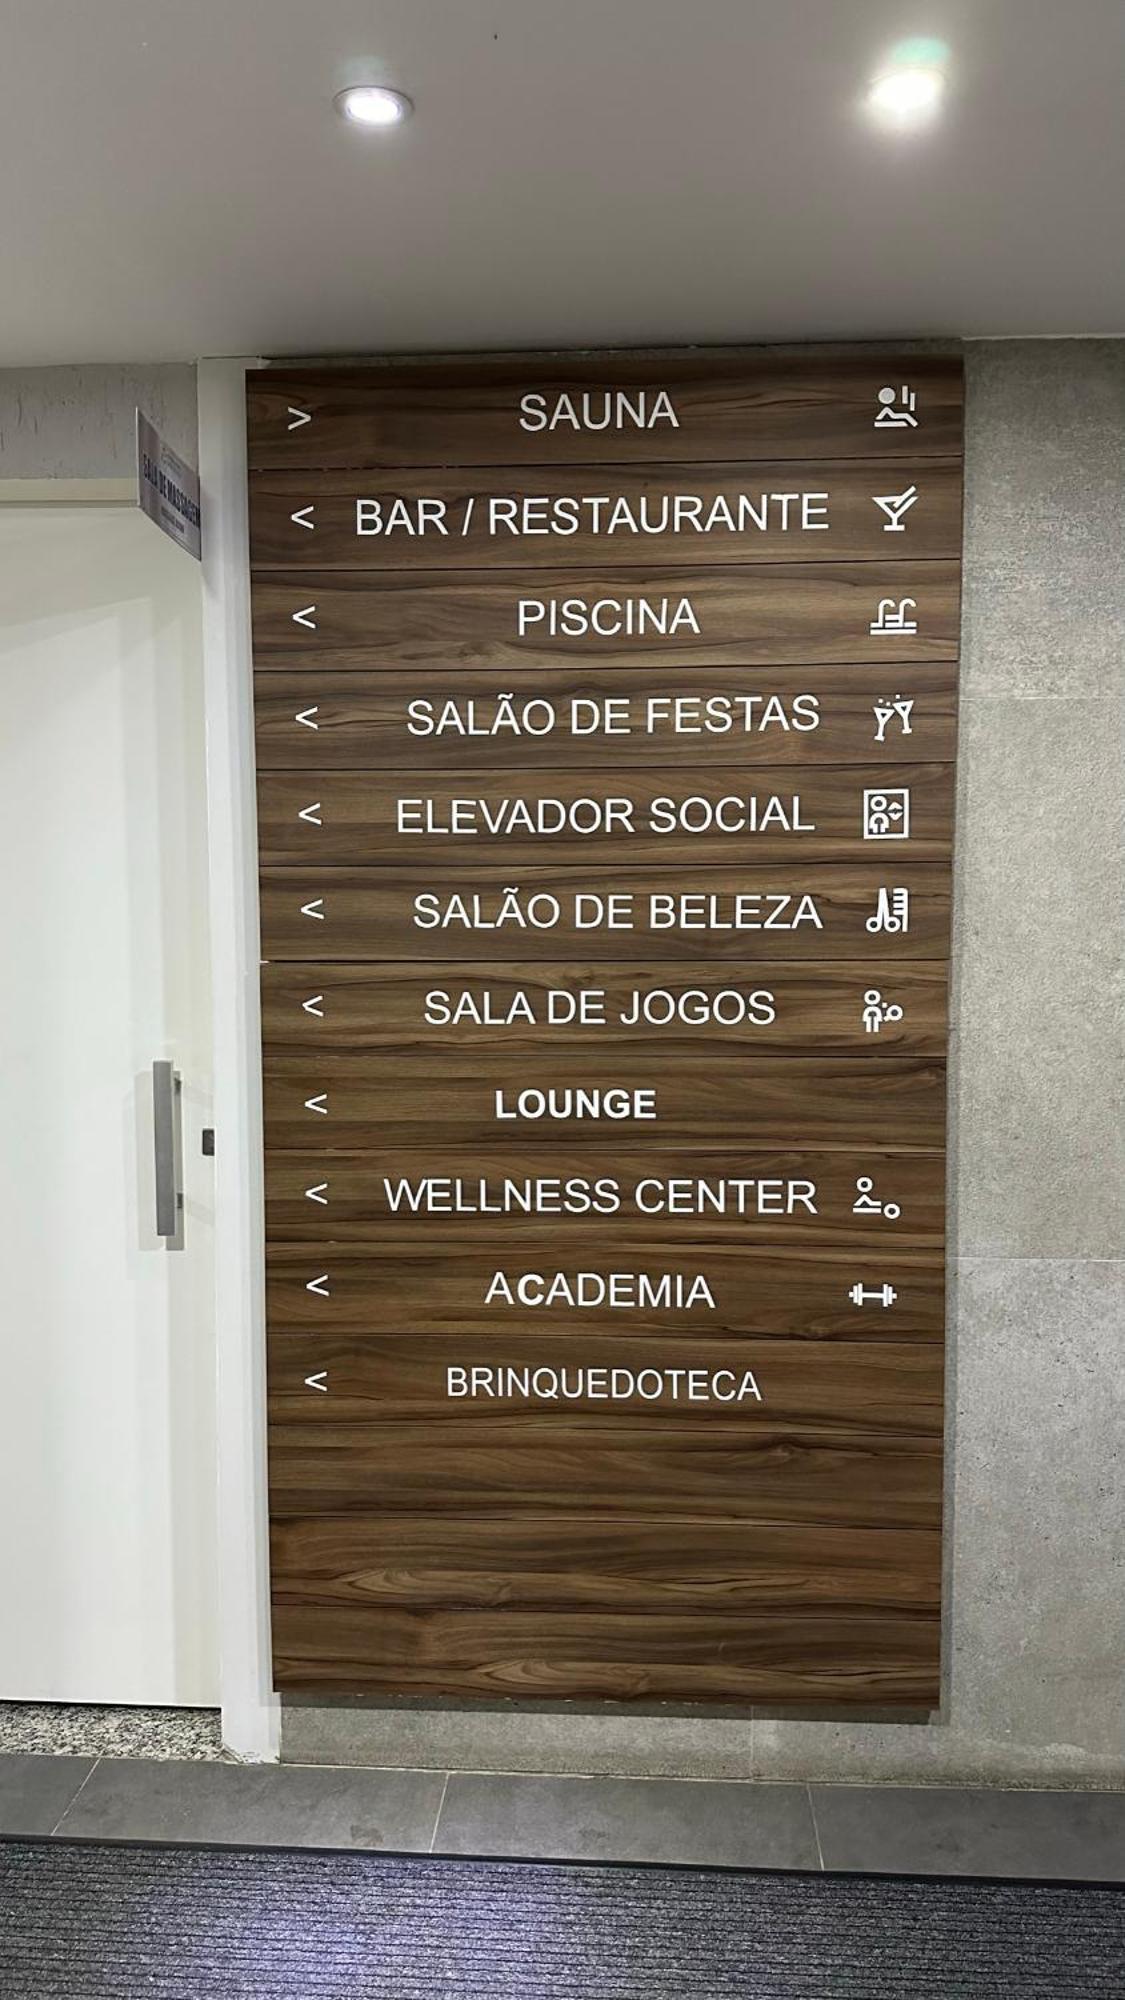 SALA DE MASSAGEM
> SAUNA
< BAR / RESTAURANTE
< PISCINA
< SALÃO DE FESTAS
< ELEVADOR SOCIAL
< SALÃO DE BELEZA
< SALA DE JOGOS
< LOUNGE
< WELLNESS CENTER
< ACADEMIA
< BRINQUEDOTECA